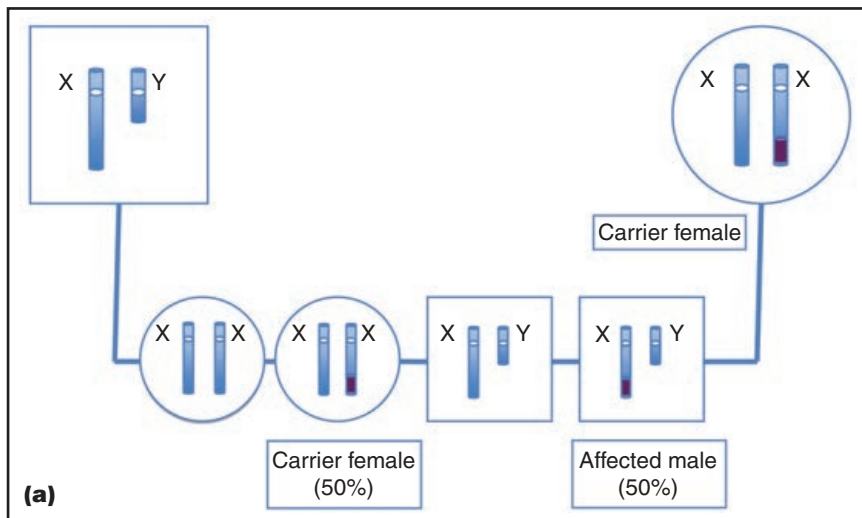 X Y
X X
Carrier female
X X
X X
X Y
X Y
Carrier female
(50%)
Affected male
(50%)
(a)